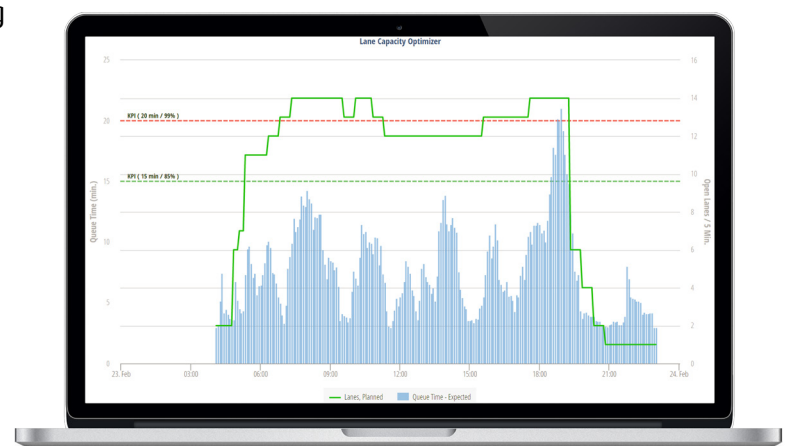 g
Lane Capacity Optimizer
25
20
15
10
5
0
16
14
12
10
8
6
4
2
0
KPI ( 20 min / 99% )
KPI ( 15 min / 85% )
Queue Time (min.)
Open Lanes / 5 Min.
23. Feb
03:00
06:00
09:00
12:00
15:00
18:00
21:00
24. Feb
Lanes, Planned
Queue Time - Expected